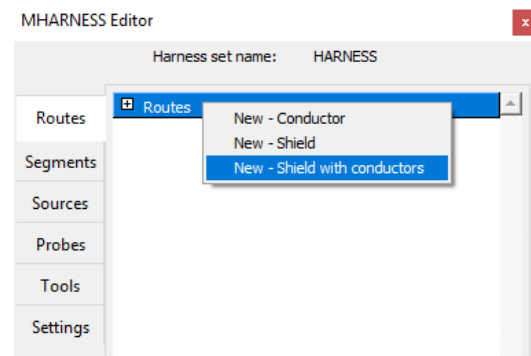 MHARNESS Editor
x
Harness set name: HARNESS
Routes
Routes
New - Conductor
New - Shield
New - Shield with conductors
Segments
Sources
Probes
Tools
Settings